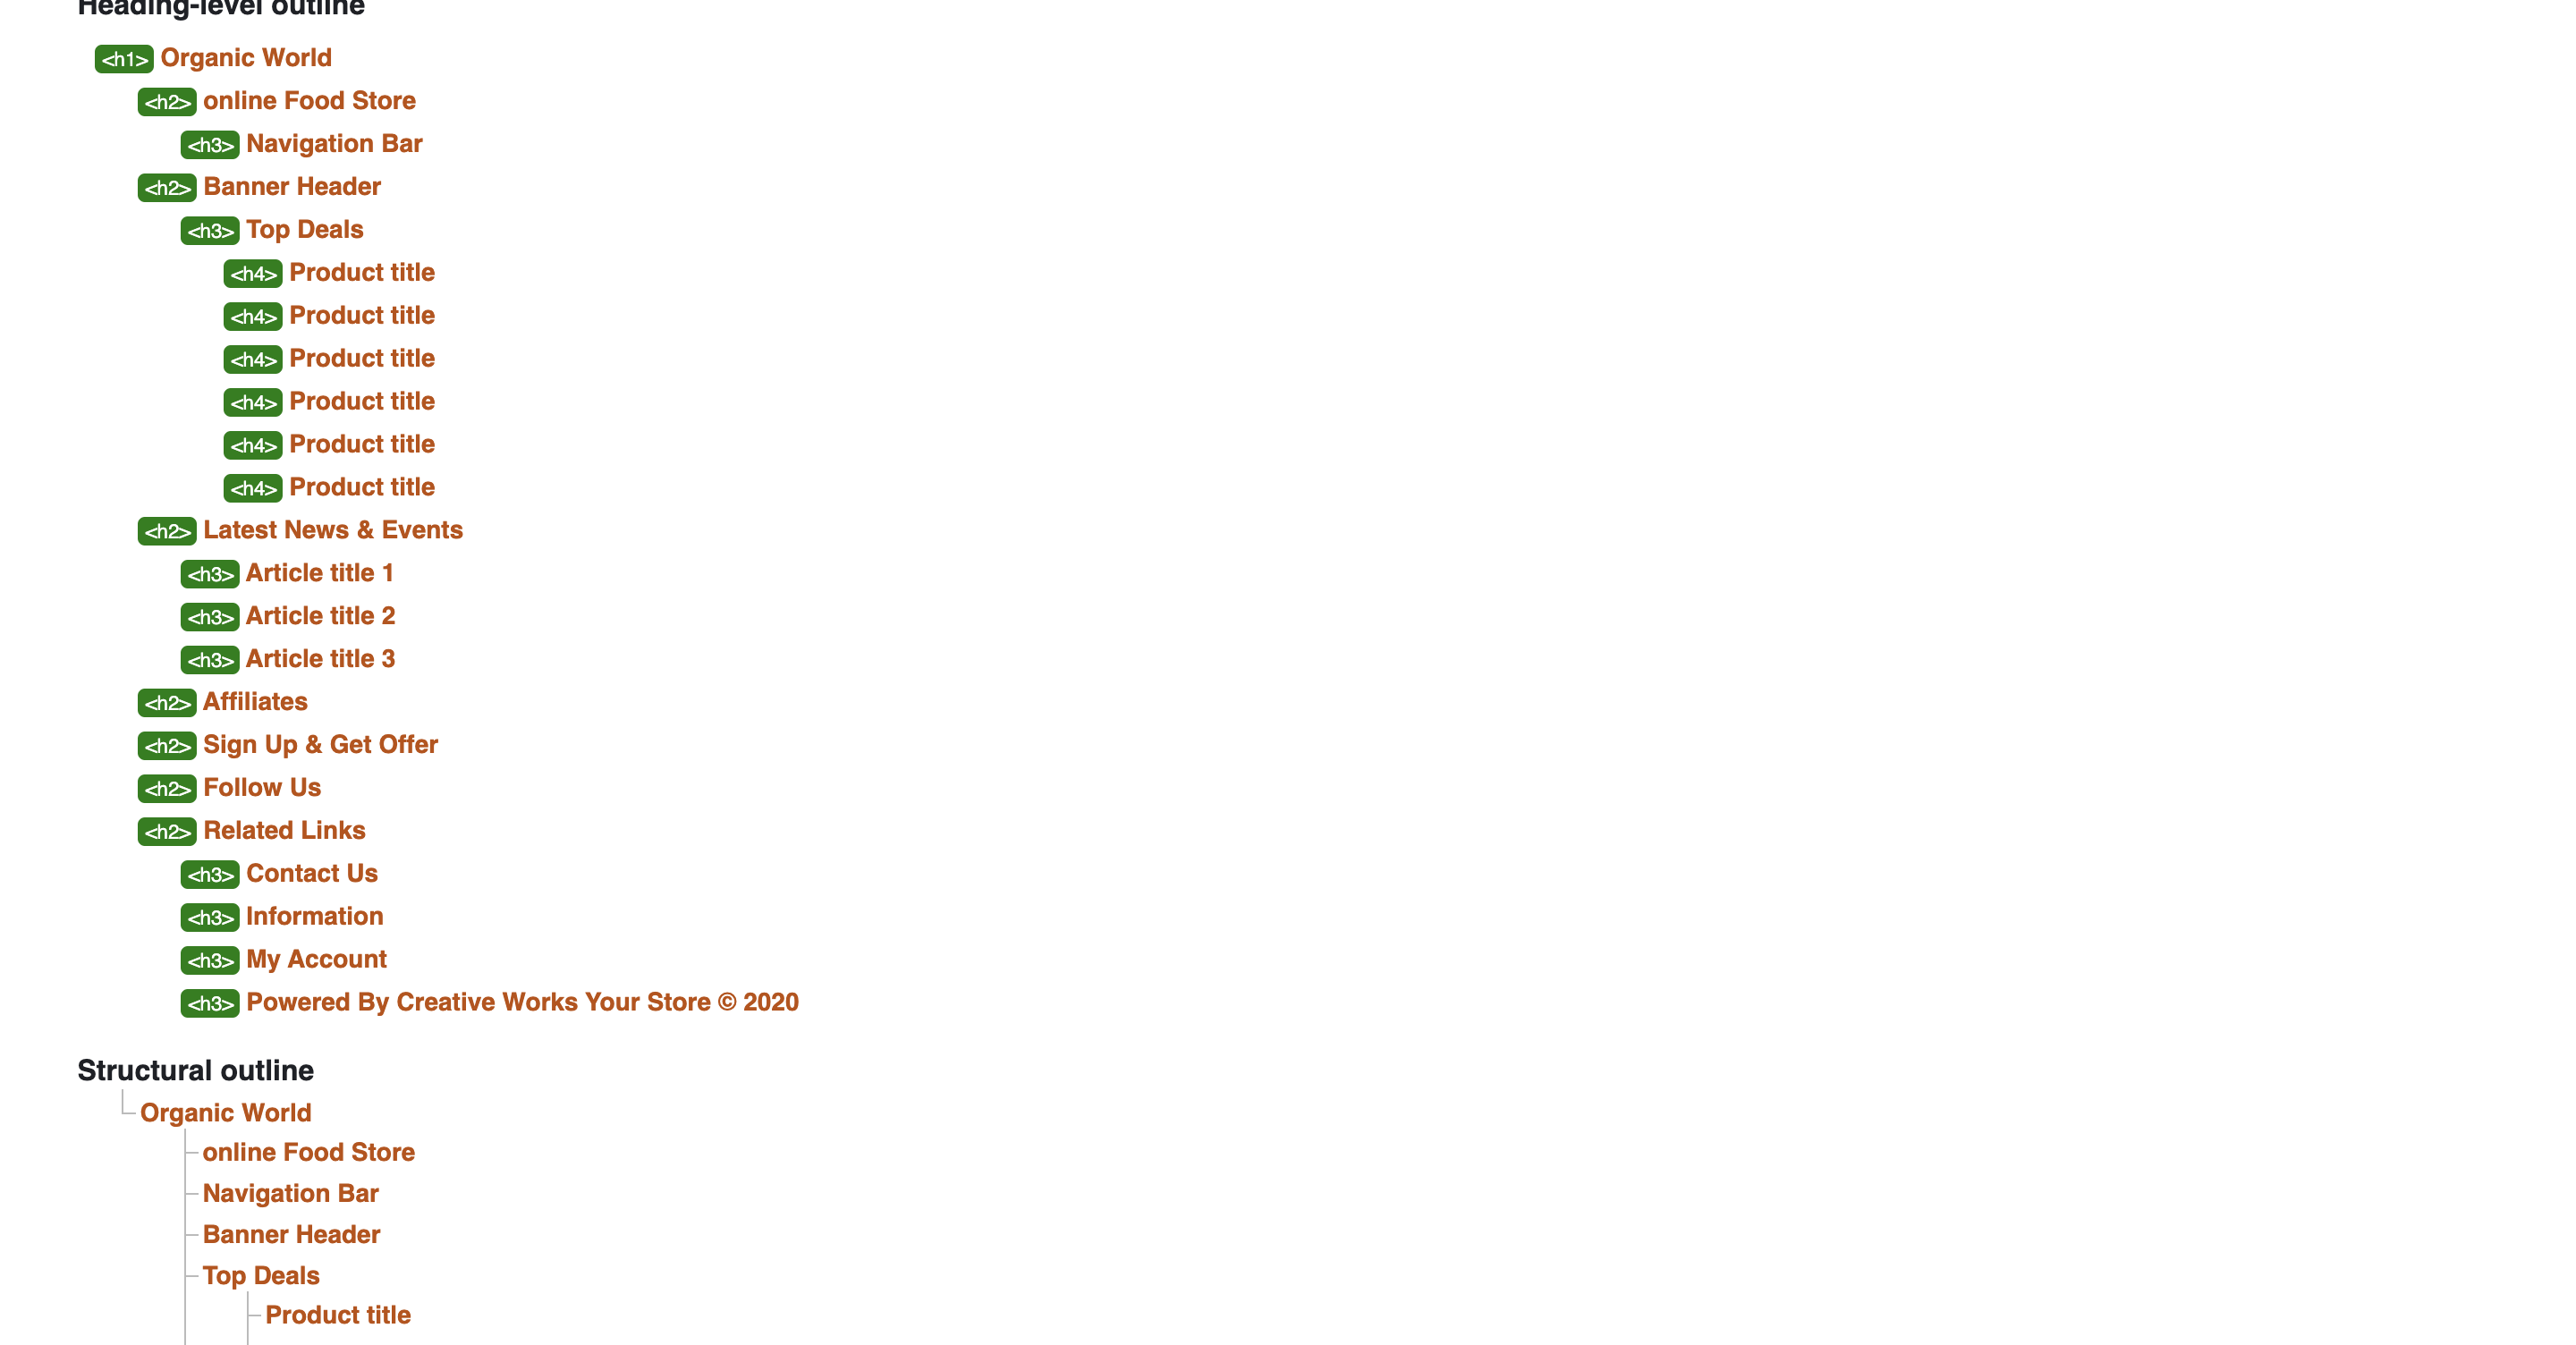 Heading-level outline
<h1> Organic World
<h2> online Food Store
<h3> Navigation Bar
<h2> Banner Header
<h3> Top Deals
<h4> Product title
<h4> Product title
<h4> Product title
<h4> Product title
<h4> Product title
<h4> Product title
<h2> Latest News & Events
<h3> Article title 1
<h3> Article title 2
<h3> Article title 3
<h2> Affiliates
<h2> Sign Up & Get Offer
<h2> Follow Us
<h2> Related Links
<h3> Contact Us
<h3> Information
<h3> My Account
<h3> Powered By Creative Works Your Store © 2020
Structural outline
Organic World
online Food Store
Navigation Bar
Banner Header
Top Deals
Product title